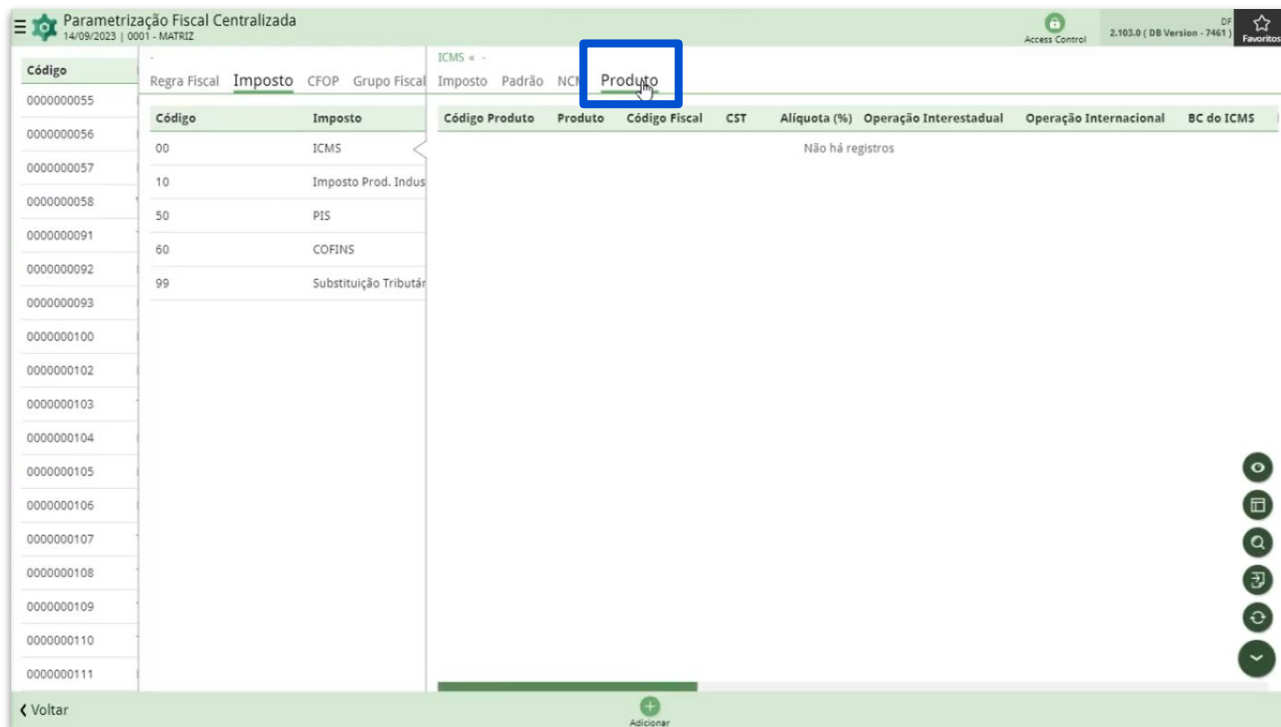 Parametrização Fiscal Centralizada
14/09/2023 | 0001 - MATRIZ
Access Control
DF
2.103.0 ( DB Version - 7461 )
Favoritos
Código
0000000055
0000000056
0000000057
0000000058
0000000091
0000000092
0000000093
0000000100
0000000102
0000000103
0000000104
0000000105
0000000106
0000000107
0000000108
0000000109
0000000110
0000000111
-
Regra Fiscal Imposto CFOP Grupo Fiscal
Código Imposto
00 ICMS
10 Imposto Prod. Indus
50 PIS
60 COFINS
99 Substituição Tributár
ICMS « -
Imposto Padrão NCM Produto
Código Produto Produto Código Fiscal CST Alíquota (%) Operação Interestadual Operação Internacional BC do ICMS
Não há registros
Voltar
Adicionar